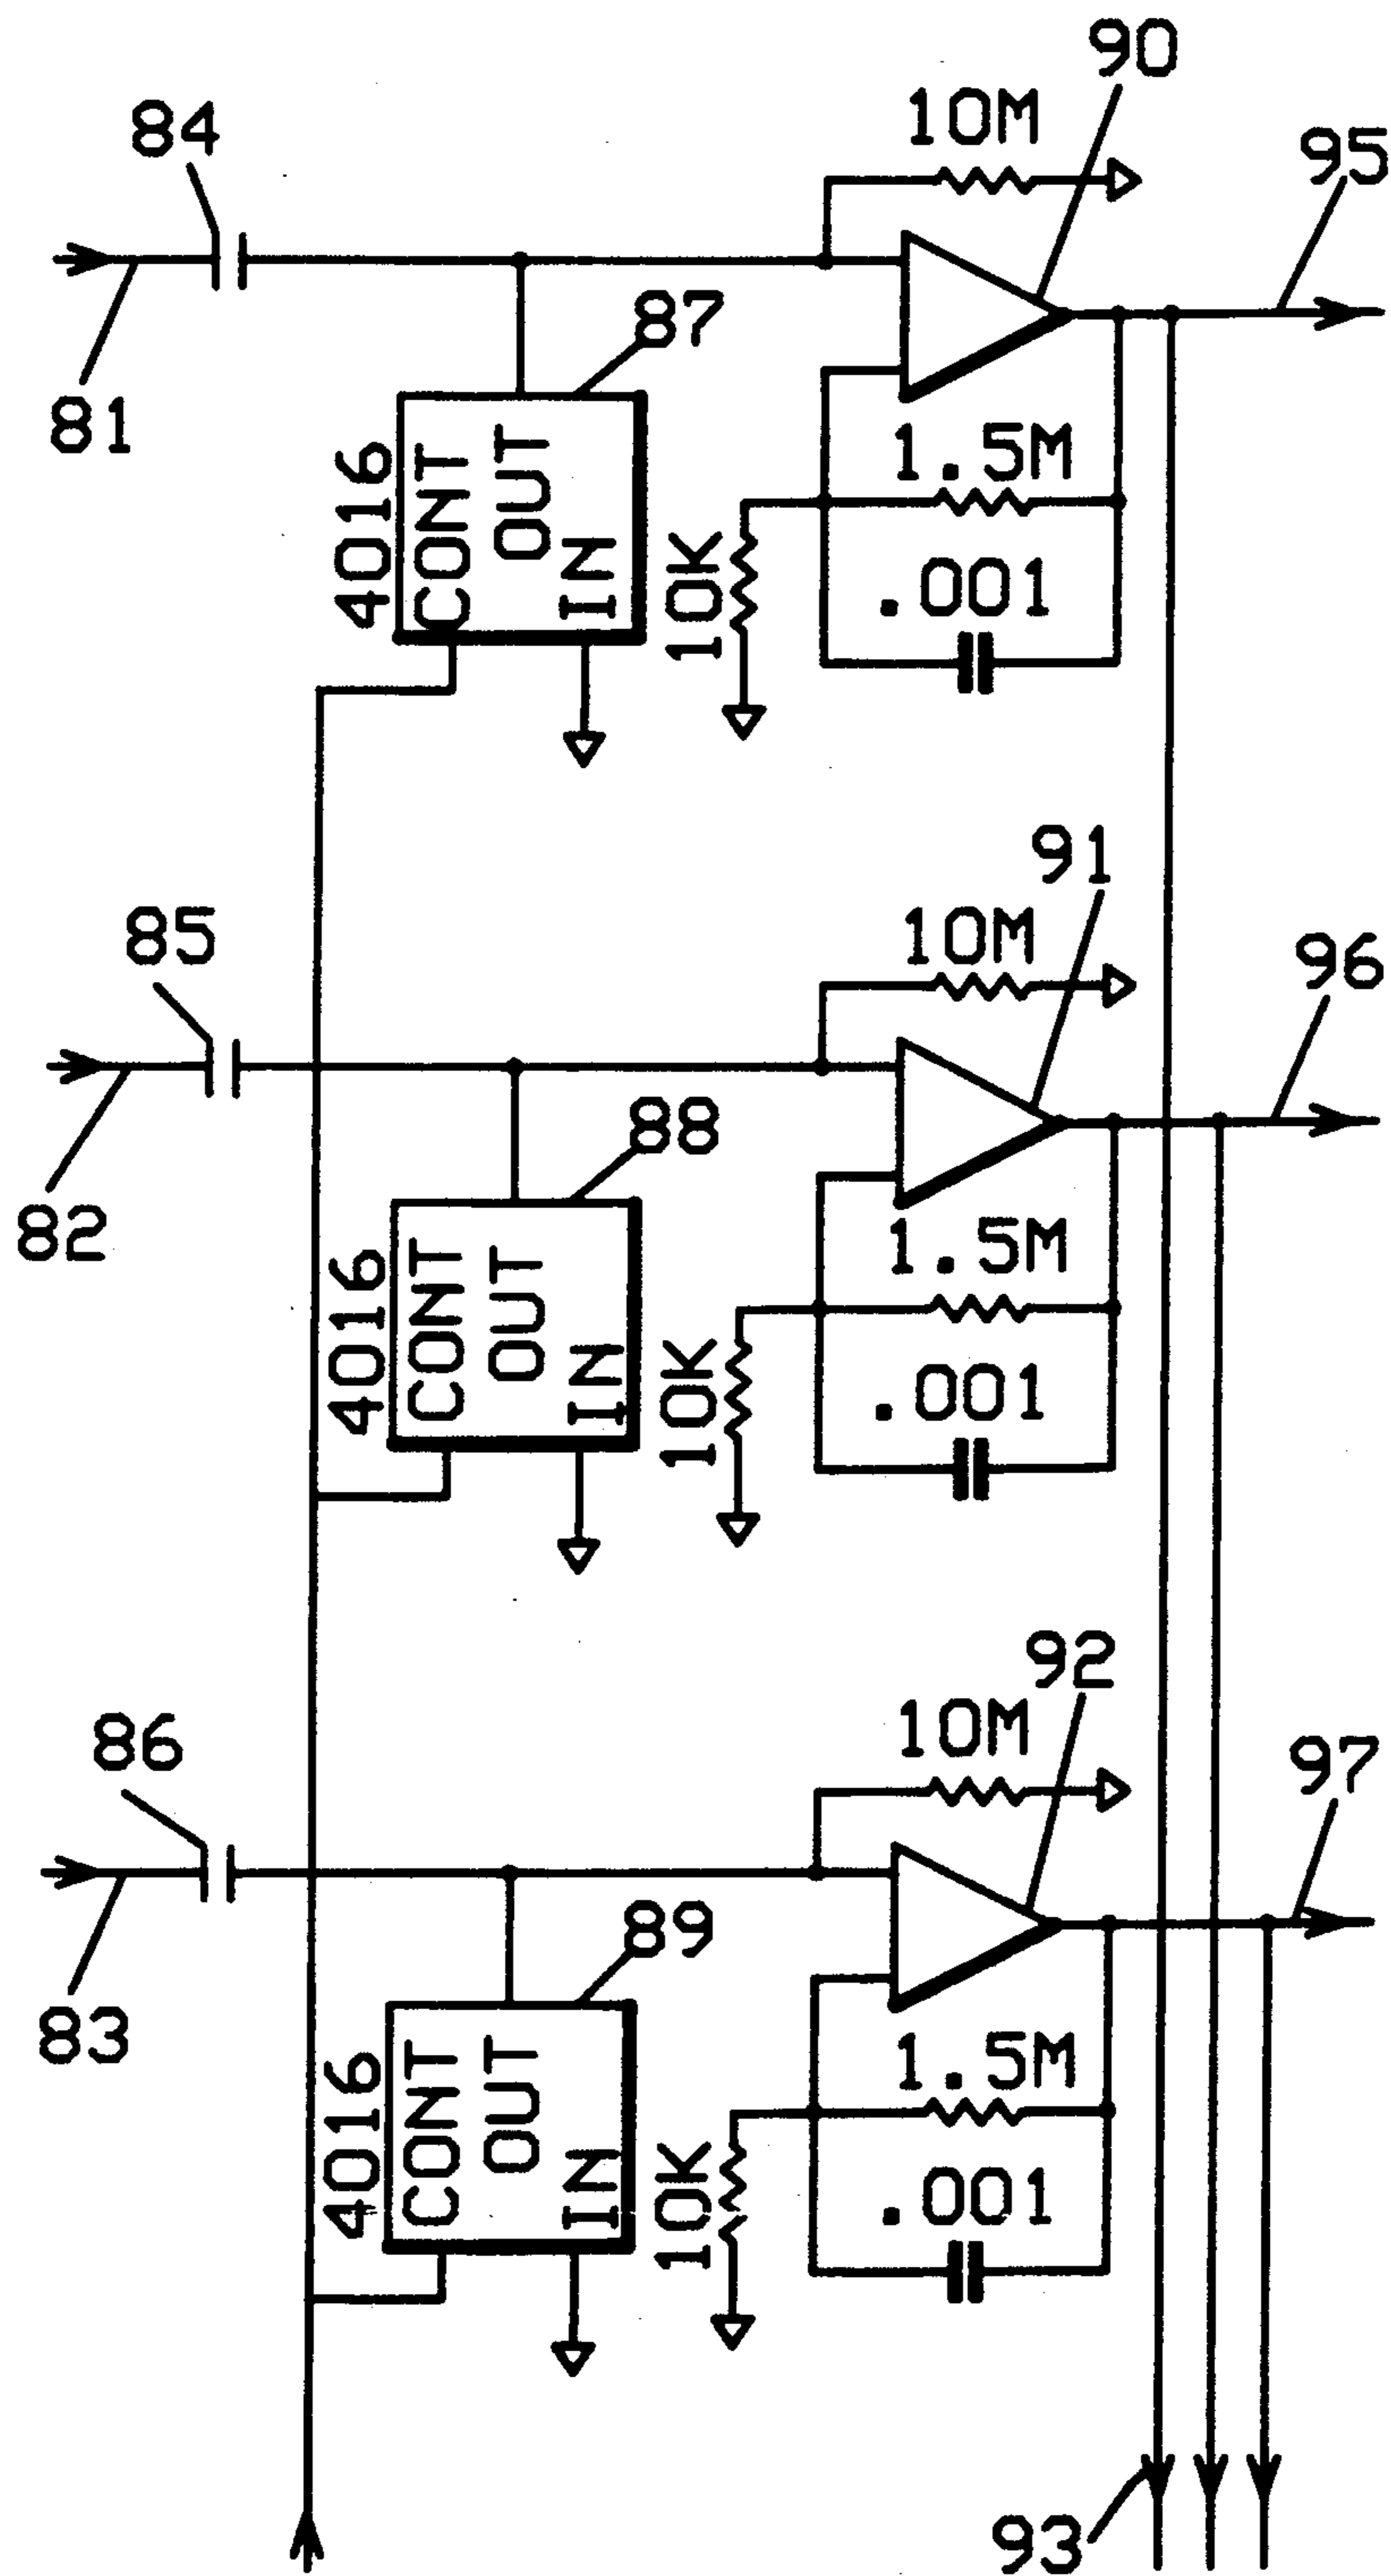 90
10M
84
95
87
81
4016
CONT
OUT
IN
1.5M
10K
.001
91
10M
85
96
88
82
4016
CONT
OUT
IN
1.5M
10K
.001
92
10M
86
97
89
83
4016
CONT
OUT
IN
1.5M
10K
.001
93